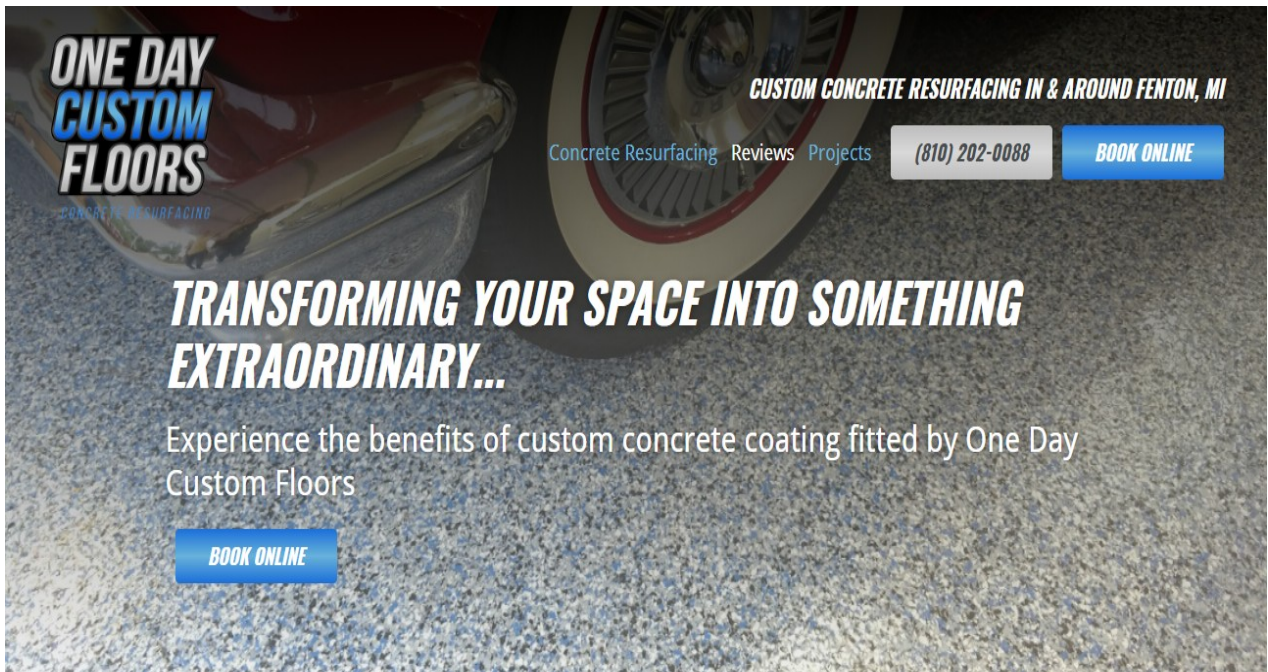 ONE DAY
CUSTOM
FLOORS
CONCRETE RESURFACING
CUSTOM CONCRETE RESURFACING IN & AROUND FENTON, MI
Concrete Resurfacing Reviews Projects (810) 202-0088 BOOK ONLINE
TRANSFORMING YOUR SPACE INTO SOMETHING
EXTRAORDINARY...
Experience the benefits of custom concrete coating fitted by One Day
Custom Floors
BOOK ONLINE